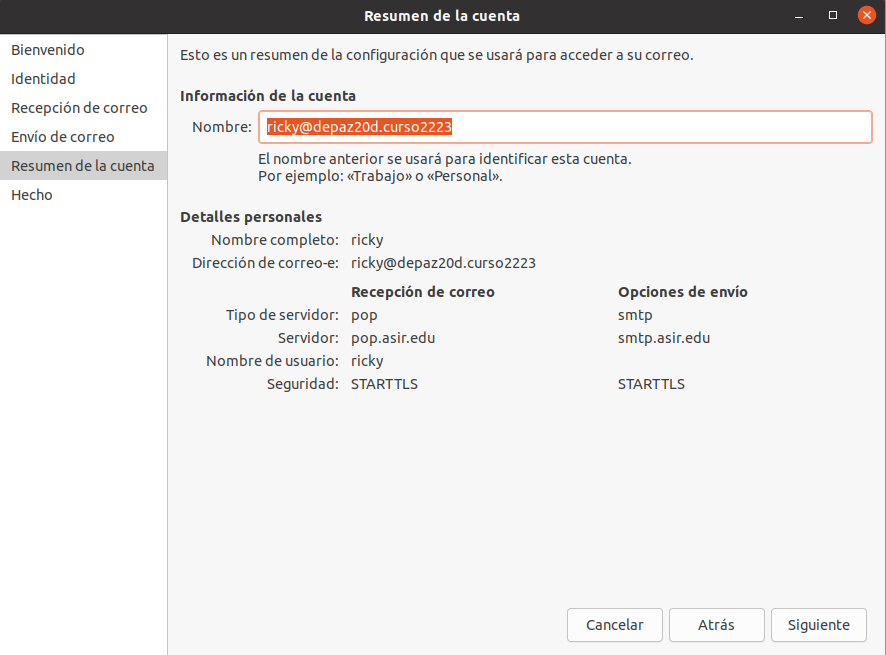 Resumen de la cuenta
Bienvenido
Identidad
Recepción de correo
Envío de correo
Resumen de la cuenta
Hecho
Esto es un resumen de la configuración que se usará para acceder a su correo.
Información de la cuenta
Nombre: ricky@depaz20d.curso2223
El nombre anterior se usará para identificar esta cuenta.
Por ejemplo: «Trabajo» o «Personal».
Detalles personales
Nombre completo: ricky
Dirección de correo-e: ricky@depaz20d.curso2223
Recepción de correo Opciones de envío
Tipo de servidor: pop smtp
Servidor: pop.asir.edu smtp.asir.edu
Nombre de usuario: ricky
Seguridad: STARTTLS STARTTLS
Cancelar Atrás Siguiente